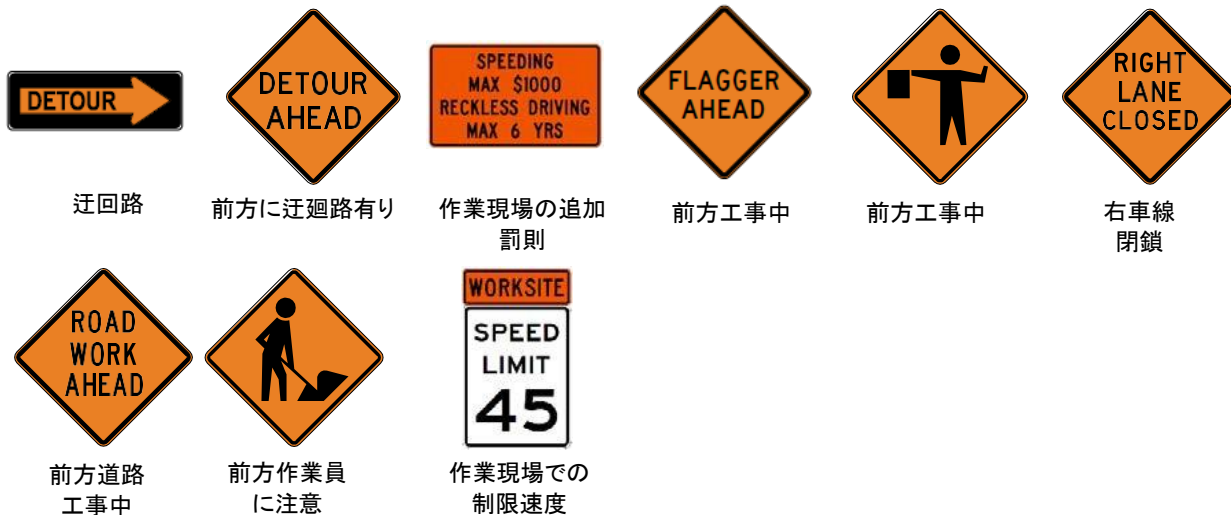 DETOUR
DETOUR
AHEAD
SPEEDING
MAX $1000
RECKLESS DRIVING
MAX 6 YRS
FLAGGER
AHEAD
RIGHT
LANE
CLOSED
迂回路
前方に迂廻路有り
作業現場の追加
罰則
前方工事中
前方工事中
右車線
閉鎖
ROAD
WORK
AHEAD
WORKSITE
SPEED
LIMIT
45
前方道路
工事中
前方作業員
に注意
作業現場での
制限速度